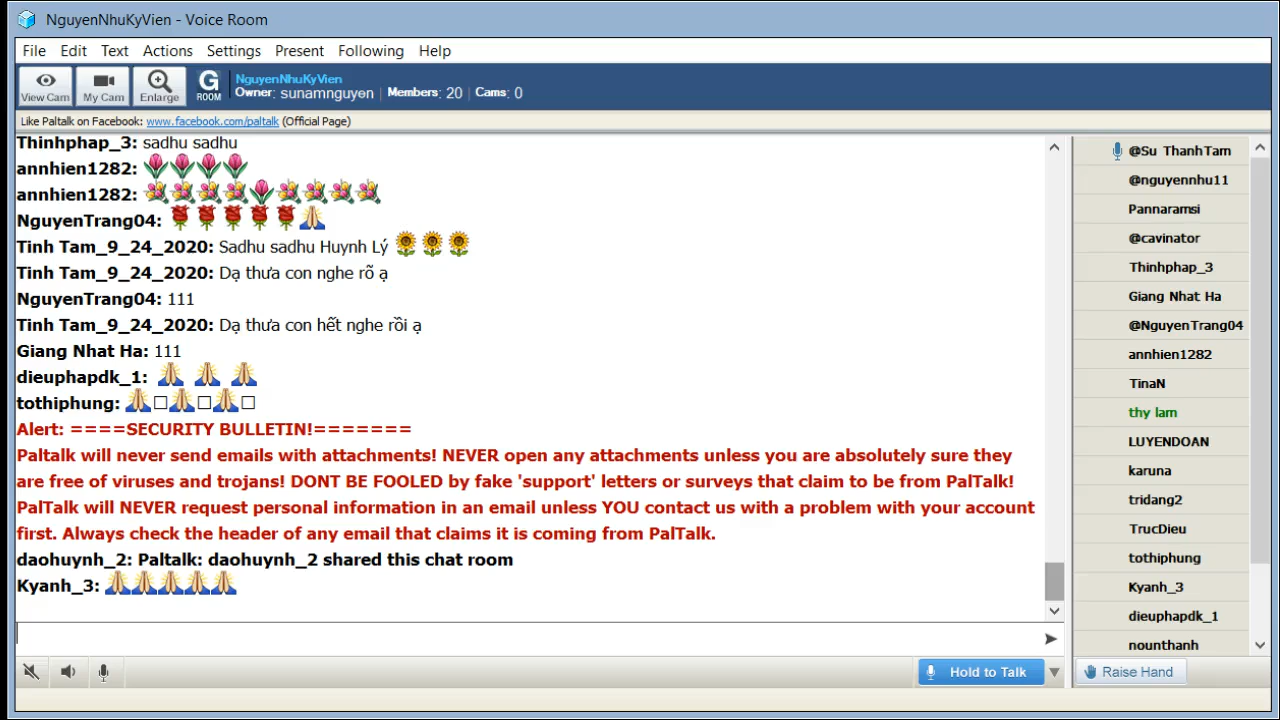 NguyenNhuKyVien - Voice Room
File Edit Text Actions Settings Present Following Help
View Cam My Cam Enlarge G ROOM
NguyenNhuKyVien
Owner: sunamnguyen | Members: 20 | Cams: 0
Like Paltalk on Facebook: www.facebook.com/paltalk (Official Page)
Thinhphap_3: sadhu sadhu
annhien1282:
annhien1282:
NguyenTrang04:
Tinh Tam_9_24_2020: Sadhu sadhu Huynh Lý
Tinh Tam_9_24_2020: Dạ thưa con nghe rõ ạ
NguyenTrang04: 111
Tinh Tam_9_24_2020: Dạ thưa con hết nghe rồi ạ
Giang Nhat Ha: 111
dieuphapdk_1:
tothiphung:
Alert: ====SECURITY BULLETIN!=======
Paltalk will never send emails with attachments! NEVER open any attachments unless you are absolutely sure they
are free of viruses and trojans! DONT BE FOOLED by fake 'support' letters or surveys that claim to be from PalTalk!
PalTalk will NEVER request personal information in an email unless YOU contact us with a problem with your account
first. Always check the header of any email that claims it is coming from PalTalk.
daohuynh_2: Paltalk: daohuynh_2 shared this chat room
Kyanh_3:
@Su ThanhTam
@nguyennhu11
Pannaramsi
@cavinator
Thinhphap_3
Giang Nhat Ha
@NguyenTrang04
annhien1282
TinaN
thy lam
LUYENDOAN
karuna
tridang2
TrucDieu
tothiphung
Kyanh_3
dieuphapdk_1
nounthanh
Hold to Talk
Raise Hand